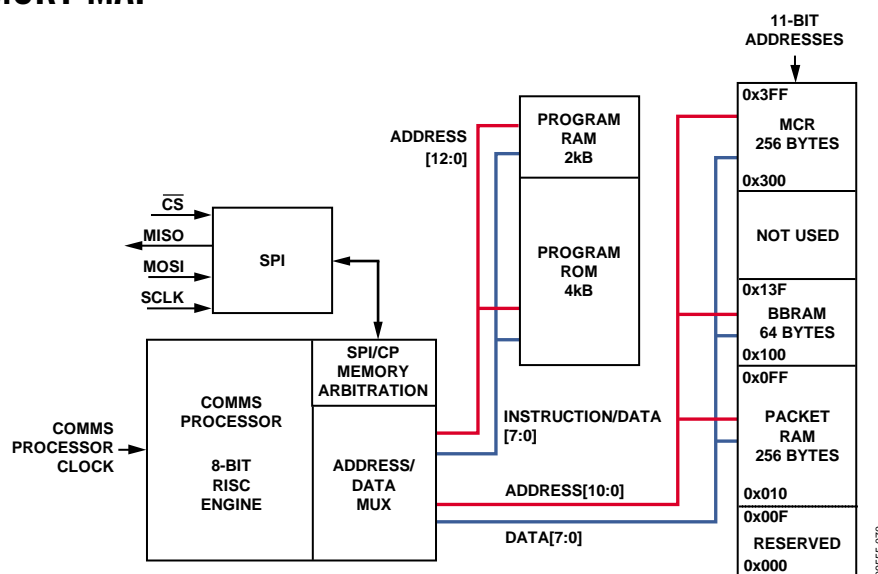 11-BIT
ADDRESSES
0x3FF
MCR
256 BYTES
0x300
NOT USED
0x13F
BBRAM
64 BYTES
0x100
0x0FF
PACKET
RAM
256 BYTES
0x010
0x00F
RESERVED
0x000
PROGRAM
RAM
2kB
PROGRAM
ROM
4kB
ADDRESS
[12:0]
CS
MISO
MOSI
SCLK
SPI
SPI/CP
MEMORY
ARBITRATION
COMMS
PROCESSOR
8-BIT
RISC
ENGINE
ADDRESS/
DATA
MUX
COMMS
PROCESSOR
CLOCK
INSTRUCTION/DATA
[7:0]
ADDRESS[10:0]
DATA[7:0]